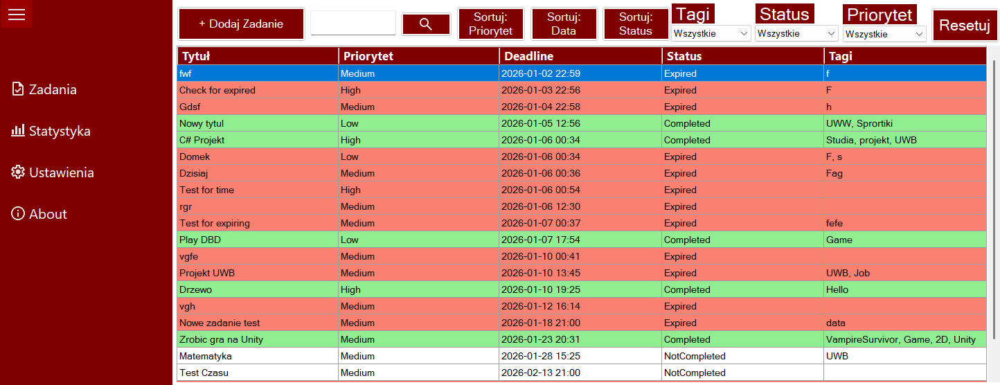 + Dodaj Zadanie
Sortuj:
Priorytet
Sortuj:
Data
Sortuj:
Status
Tagi
Wszystkie
Status
Wszystkie
Priorytet
Wszystkie
Resetuj
Zadania
Statystyka
Ustawienia
About
Tytuł Priorytet Deadline Status Tagi
fwf Medium 2026-01-02 22:59 Expired f
Check for expired High 2026-01-03 22:56 Expired F
Gdsf Medium 2026-01-04 22:58 Expired h
Nowy tytul Low 2026-01-05 12:56 Completed UWW, Sprortiki
C# Projekt High 2026-01-06 00:34 Completed Studia, projekt, UWB
Domek Low 2026-01-06 00:34 Expired F, s
Dzisiaj Medium 2026-01-06 00:36 Expired Fag
Test for time High 2026-01-06 00:54 Expired
rgr Medium 2026-01-06 12:30 Expired
Test for expiring Medium 2026-01-07 00:37 Expired fefe
Play DBD Low 2026-01-07 17:54 Completed Game
vgfe Medium 2026-01-10 00:41 Expired
Projekt UWB Medium 2026-01-10 13:45 Expired UWB, Job
Drzewo High 2026-01-10 19:25 Completed Hello
vgh Medium 2026-01-12 16:14 Expired
Nowe zadanie test Medium 2026-01-18 21:00 Expired data
Zrobic gra na Unity Medium 2026-01-23 20:31 Completed VampireSurvivor, Game, 2D, Unity
Matematyka Medium 2026-01-28 15:25 NotCompleted UWB
Test Czasu Medium 2026-02-13 21:00 NotCompleted